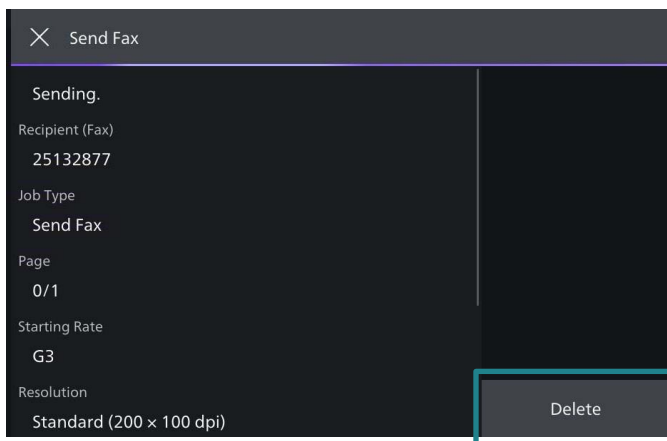 Send Fax
Sending.
Recipient (Fax)
25132877
Job Type
Send Fax
Page
0/1
Starting Rate
G3
Resolution
Standard (200 × 100 dpi)
Delete